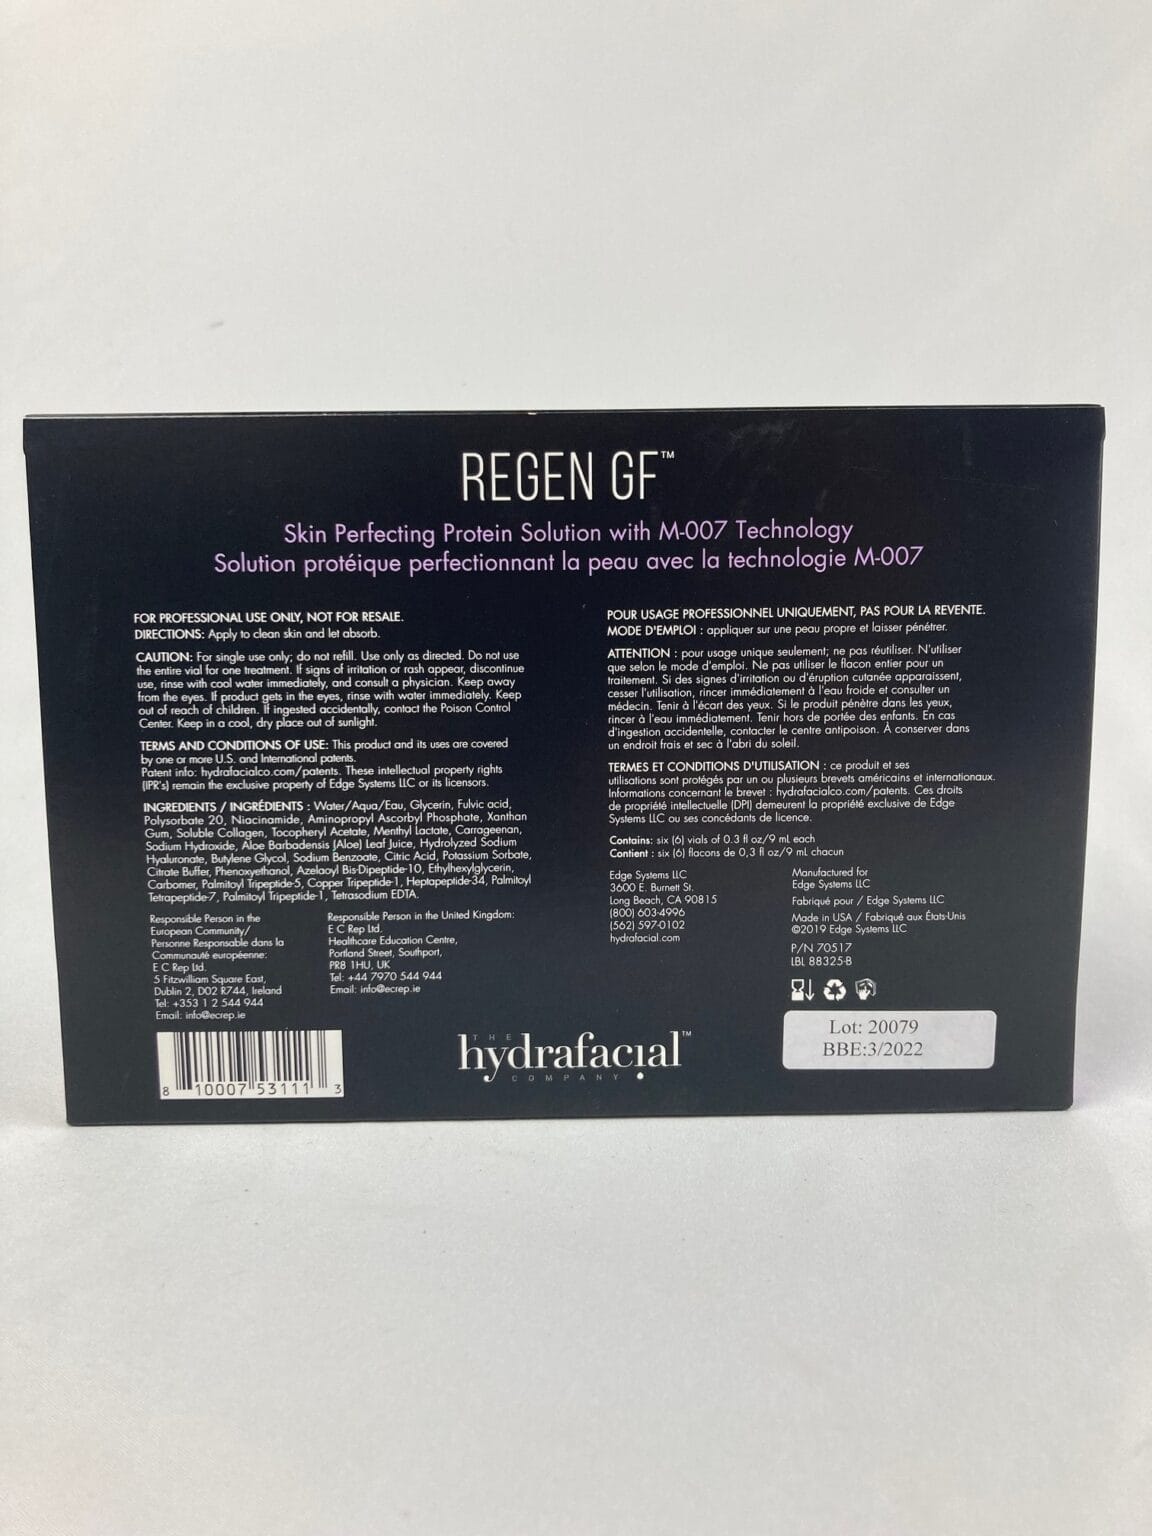 REGEN GF™
Skin Perfecting Protein Solution with M-007 Technology
Solution protéique perfectionnant la peau avec la technologie M-007
FOR PROFESSIONAL USE ONLY, NOT FOR RESALE.
DIRECTIONS: Apply to clean skin and let absorb.
CAUTION: For single use only; do not refill. Use only as directed. Do not use
the entire vial for one treatment. If signs of irritation or rash appear, discontinue
use, rinse with cool water immediately, and consult a physician. Keep away
from the eyes. If product gets in the eyes, rinse with water immediately. Keep
out of reach of children. If ingested accidentally, contact the Poison Control
Center. Keep in a cool, dry place out of sunlight.
TERMS AND CONDITIONS OF USE: This product and its uses are covered
by one or more U.S. and International patents.
Patent info: hydrafacialco.com/patents. These intellectual property rights
(IPR's) remain the exclusive property of Edge Systems LLC or its licensors.
INGREDIENTS / INGRÉDIENTS : Water/Aqua/Eau, Glycerin, Fulvic acid,
Polysorbate 20, Niacinamide, Aminopropyl Ascorbyl Phosphate, Xanthan
Gum, Soluble Collagen, Tocopheryl Acetate, Menthyl Lactate, Carrageenan,
Sodium Hydroxide, Aloe Barbadensis (Aloe) Leaf Juice, Hydrolyzed Sodium
Hyaluronate, Butylene Glycol, Sodium Benzoate, Citric Acid, Potassium Sorbate,
Citrate Buffer, Phenoxyethanol, Azelaoyl Bis-Dipeptide-10, Ethylhexylglycerin,
Carbomer, Palmitoyl Tripeptide-5, Copper Tripeptide-1, Heptapeptide-34, Palmitoyl
Tetrapeptide-7, Palmitoyl Tripeptide-1, Tetrasodium EDTA.
Responsible Person in the
European Community/
Personne Responsable dans la
Communauté européenne:
E C Rep Ltd.
5 Fitzwilliam Square East,
Dublin 2, D02 R744, Ireland
Tel: +353 1 2 544 944
Email: info@ecrep.ie
Responsible Person in the United Kingdom:
E C Rep Ltd.
Healthcare Education Centre,
Portland Street, Southport,
PR8 1HU, UK
Tel: +44 7970 544 944
Email: info@ecrep.ie
POUR USAGE PROFESSIONNEL UNIQUEMENT, PAS POUR LA REVENTE.
MODE D'EMPLOI : appliquer sur une peau propre et laisser pénétrer.
ATTENTION : pour usage unique seulement; ne pas réutiliser. N'utiliser
que selon le mode d'emploi. Ne pas utiliser le flacon entier pour un
traitement. Si des signes d'irritation ou d'éruption cutanée apparaissent,
cesser l'utilisation, rincer immédiatement à l'eau froide et consulter un
médecin. Tenir à l'écart des yeux. Si le produit pénètre dans les yeux,
rincer à l'eau immédiatement. Tenir hors de portée des enfants. En cas
d'ingestion accidentelle, contacter le centre antipoison. À conserver dans
un endroit frais et sec à l'abri du soleil.
TERMES ET CONDITIONS D'UTILISATION : ce produit et ses
utilisations sont protégés par un ou plusieurs brevets américains et internationaux.
Informations concernant le brevet : hydrafacialco.com/patents. Ces droits
de propriété intellectuelle (DPI) demeurent la propriété exclusive de Edge
Systems LLC ou ses concédants de licence.
Contains: six (6) vials of 0.3 fl oz/9 mL each
Contient : six (6) flacons de 0,3 fl oz/9 mL chacun
Edge Systems LLC
3600 E. Burnett St.
Long Beach, CA 90815
(800) 603-4996
(562) 597-0102
hydrafacial.com
Manufactured for
Edge Systems LLC
Fabriqué pour / Edge Systems LLC
Made in USA / Fabriqué aux États-Unis
©2019 Edge Systems LLC
P/N 70517
LBL 88325-B
8 10007 53111 3
THE
hydrafacial™
COMPANY
Lot: 20079
BBE:3/2022